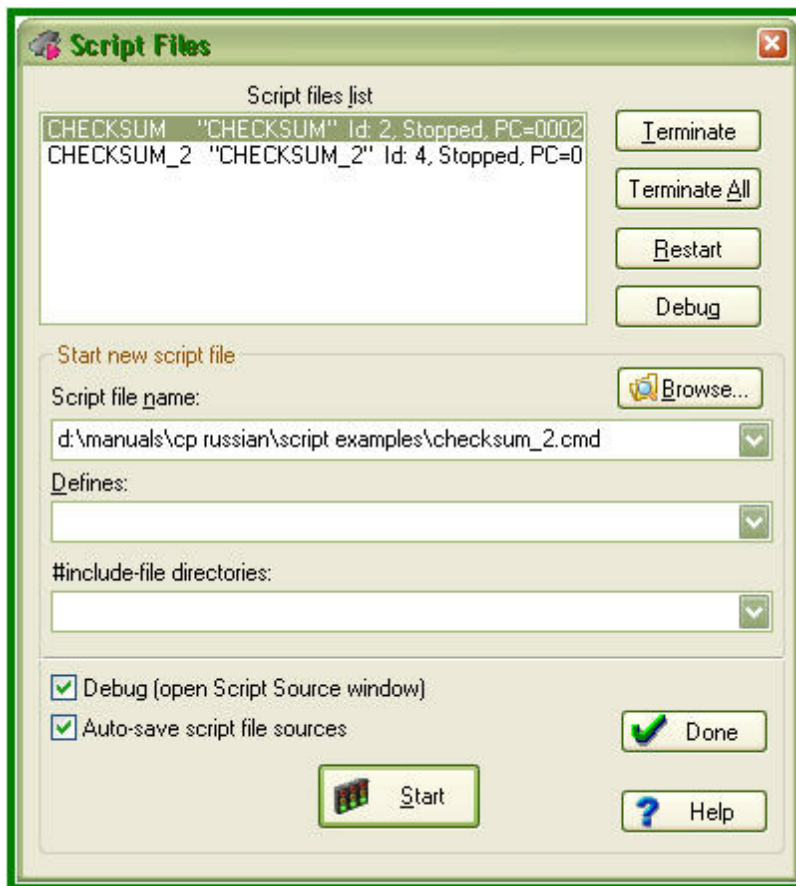 Script Files
Script files list
CHECKSUM "CHECKSUM" Id: 2, Stopped, PC=0002
CHECKSUM_2 "CHECKSUM_2" Id: 4, Stopped, PC=0
Terminate
Terminate All
Restart
Debug
Start new script file
Browse...
Script file name:
d:\manuals\cp russian\script examples\checksum_2.cmd
Defines:
#include-file directories:
Debug (open Script Source window)
Auto-save script file sources
Done
Start
Help